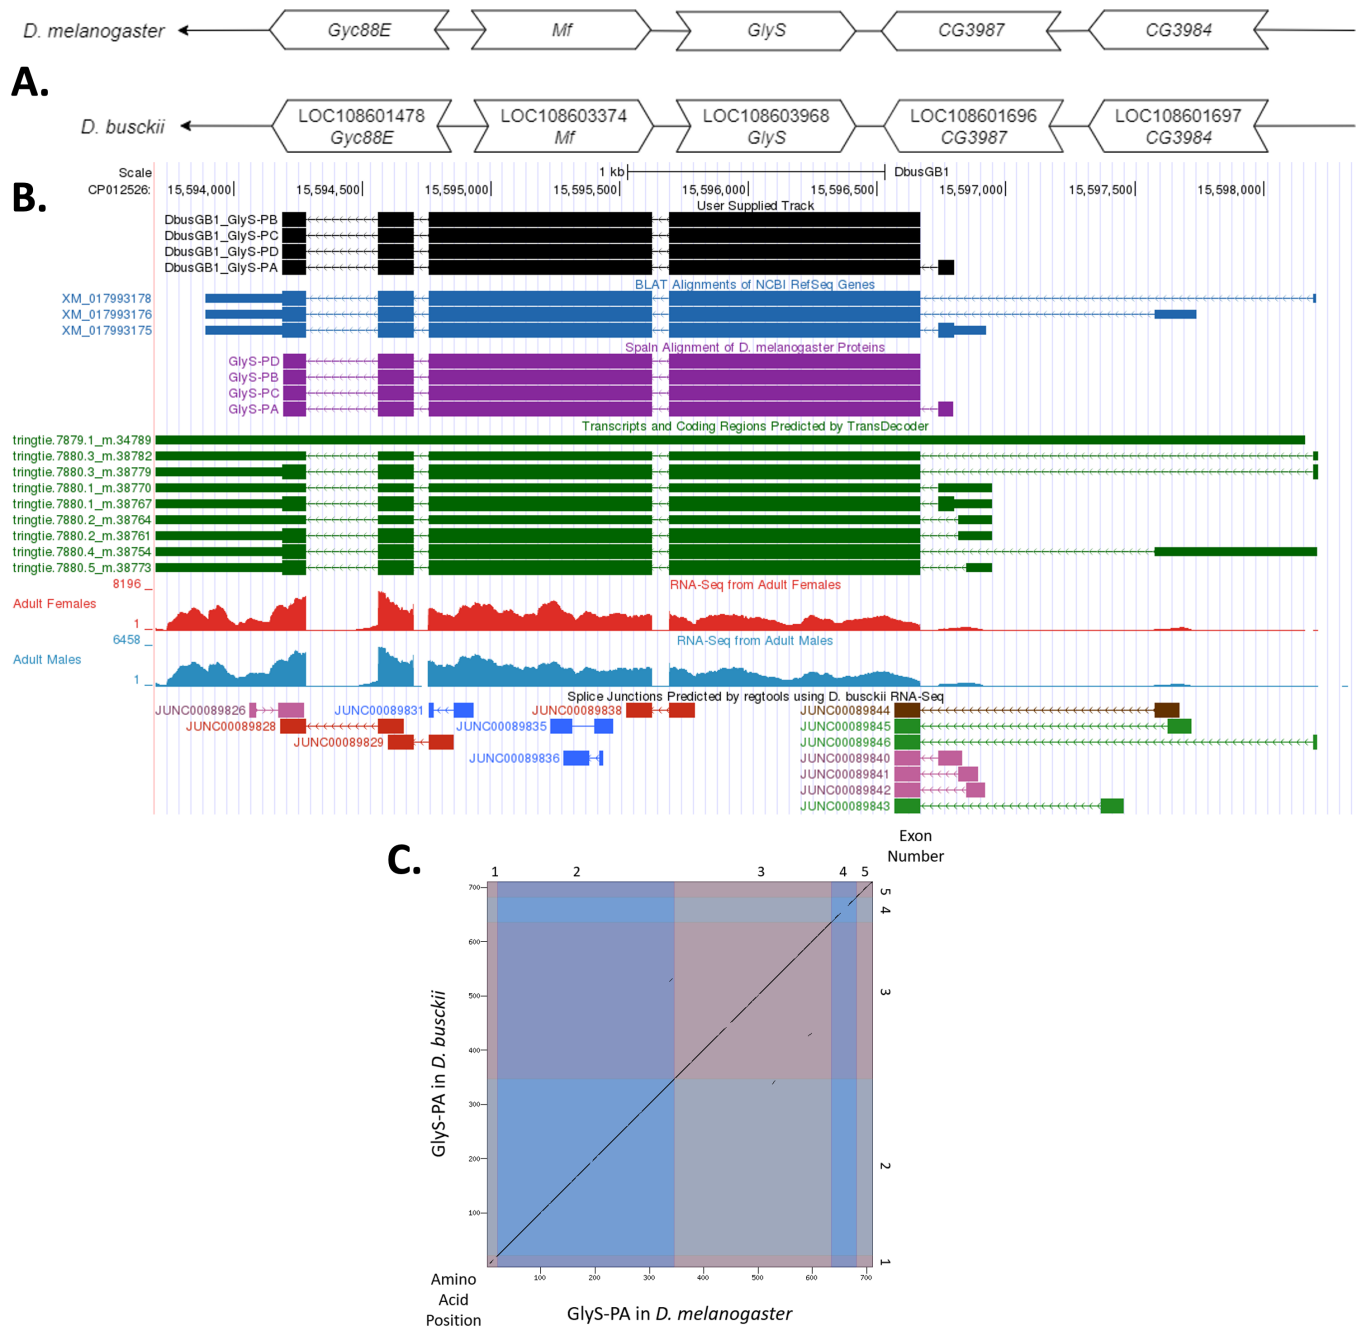 D. melanogaster Gyc88E Mf GlyS CG3987 CG3984
A.
D. busckii LOC108601478 LOC108603374 LOC108603968 LOC108601696 LOC108601697
Gyc88E Mf GlyS CG3987 CG3984
B.
Scale 1 kb DbusGB1
CP012526: 15,594,000 15,594,500 15,595,000 15,595,500 15,596,000 15,596,500 15,597,000 15,597,500 15,598,000
User Supplied Track
DbusGB1_GlyS-PB
DbusGB1_GlyS-PC
DbusGB1_GlyS-PD
DbusGB1_GlyS-PA
BLAT Alignments of NCBI RefSeq Genes
XM_017993178
XM_017993176
XM_017993175
Spaln Alignment of D. melanogaster Proteins
GlyS-PD
GlyS-PB
GlyS-PC
GlyS-PA
Transcripts and Coding Regions Predicted by TransDecoder
tringtie.7879.1_m.34789
tringtie.7880.3_m.38782
tringtie.7880.3_m.38779
tringtie.7880.1_m.38770
tringtie.7880.1_m.38767
tringtie.7880.2_m.38764
tringtie.7880.2_m.38761
tringtie.7880.4_m.38754
tringtie.7880.5_m.38773
RNA-Seq from Adult Females
8196 _
Adult Females
1 _
RNA-Seq from Adult Males
6458 _
Adult Males
1 _
Splice Junctions Predicted by regtools using D. busckii RNA-Seq
JUNC00089826 JUNC00089831 JUNC00089838 JUNC00089844
JUNC00089828 JUNC00089835 JUNC00089845
JUNC00089829 JUNC00089846
JUNC00089836 JUNC00089840
JUNC00089841
JUNC00089842
JUNC00089843
C.
Exon
Number
1 2 3 4 5
700
600
500
400
300
200
100
GlyS-PA in D. busckii
5
4
3
2
1
100 200 300 400 500 600 700
Amino
Acid
Position
GlyS-PA in D. melanogaster